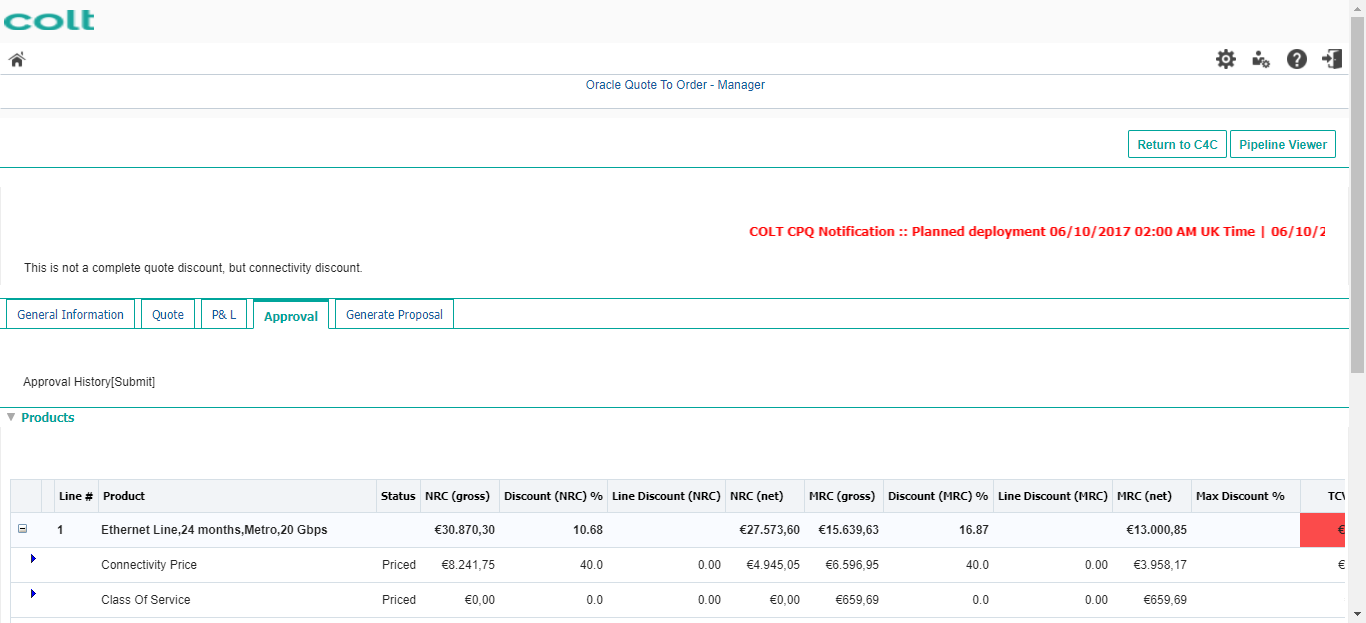 colt
Oracle Quote To Order - Manager
Return to C4C Pipeline Viewer
COLT CPQ Notification :: Planned deployment 06/10/2017 02:00 AM UK Time | 06/10/2
This is not a complete quote discount, but connectivity discount.
General Information Quote P& L Approval Generate Proposal
Approval History[Submit]
Products
Line # Product Status NRC (gross) Discount (NRC) % Line Discount (NRC) NRC (net) MRC (gross) Discount (MRC) % Line Discount (MRC) MRC (net) Max Discount % TCV
1 Ethernet Line,24 months,Metro,20 Gbps €30.870,30 10.68 €27.573,60 €15.639,63 16.87 €13.000,85 €
Connectivity Price Priced €8.241,75 40.0 0.00 €4.945,05 €6.596,95 40.0 0.00 €3.958,17 €
Class Of Service Priced €0,00 0.0 0.00 €0,00 €659,69 0.0 0.00 €659,69